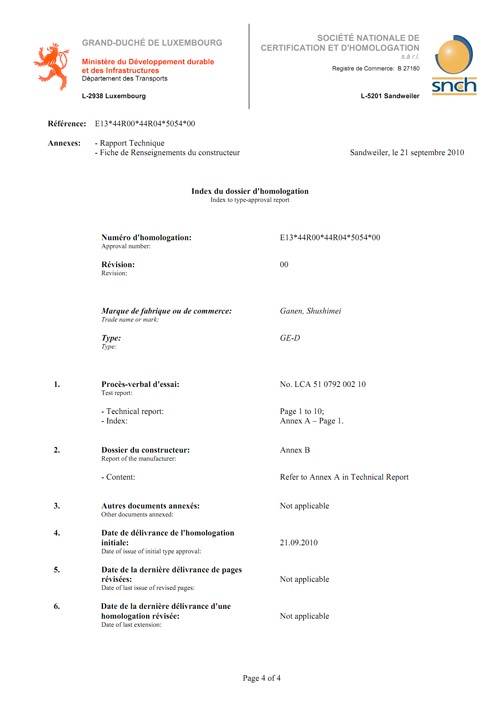 GRAND-DUCHÉ DE LUXEMBOURG
Ministère du Développement durable
et des Infrastructures
Département des Transports
L-2938 Luxembourg
SOCIÉTÉ NATIONALE DE
CERTIFICATION ET D'HOMOLOGATION
s.à r.l.
Registre de Commerce: B 27180
L-5201 Sandweiler
snch
Référence: E13*44R00*44R04*5054*00
Annexes: - Rapport Technique
- Fiche de Renseignements du constructeur
Sandweiler, le 21 septembre 2010
Index du dossier d'homologation
Index to type-approval report
Numéro d'homologation: E13*44R00*44R04*5054*00
Approval number:
Révision: 00
Revision:
Marque de fabrique ou de commerce: Ganen, Shushimei
Trade name or mark:
Type: GE-D
Type:
1. Procès-verbal d'essai: No. LCA 51 0792 002 10
Test report:
- Technical report: Page 1 to 10;
- Index: Annex A – Page 1.
2. Dossier du constructeur: Annex B
Report of the manufacturer:
- Content: Refer to Annex A in Technical Report
3. Autres documents annexés: Not applicable
Other documents annexed:
4. Date de délivrance de l'homologation
initiale: 21.09.2010
Date of issue of initial type approval:
5. Date de la dernière délivrance de pages
révisées: Not applicable
Date of last issue of revised pages:
6. Date de la dernière délivrance d'une
homologation révisée: Not applicable
Date of last extension:
Page 4 of 4